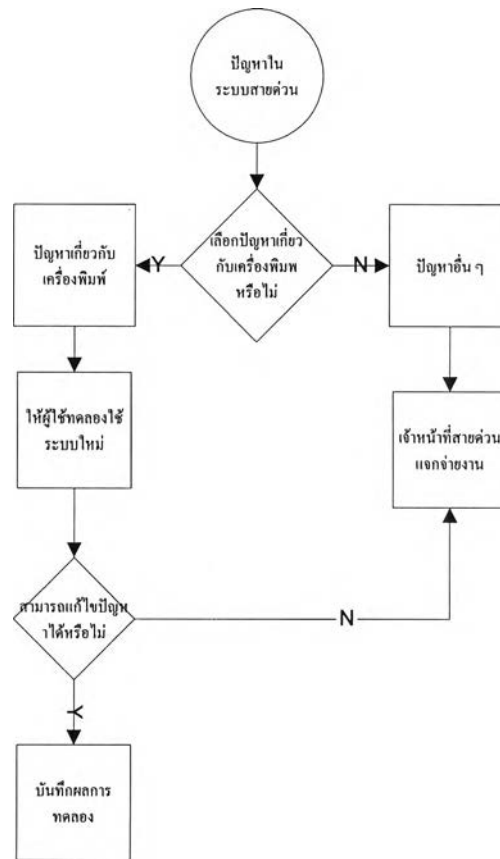 ปัญหาใน
ระบบสายด่วน
เลือกปัญหาเกี่ยว
กับเครื่องพิมพ
หรือไม่
Y
N
ปัญหาเกี่ยวกับ
เครื่องพิมพ์
ปัญหาอื่น ๆ
ให้ผู้ใช้ทดลองใช้
ระบบใหม่
เจ้าหน้าที่สายด่วน
แจกจ่ายงาน
สามารถแก้ไขปัญห
าได้หรือไม่
N
Y
บันทึกผลการ
ทดลอง